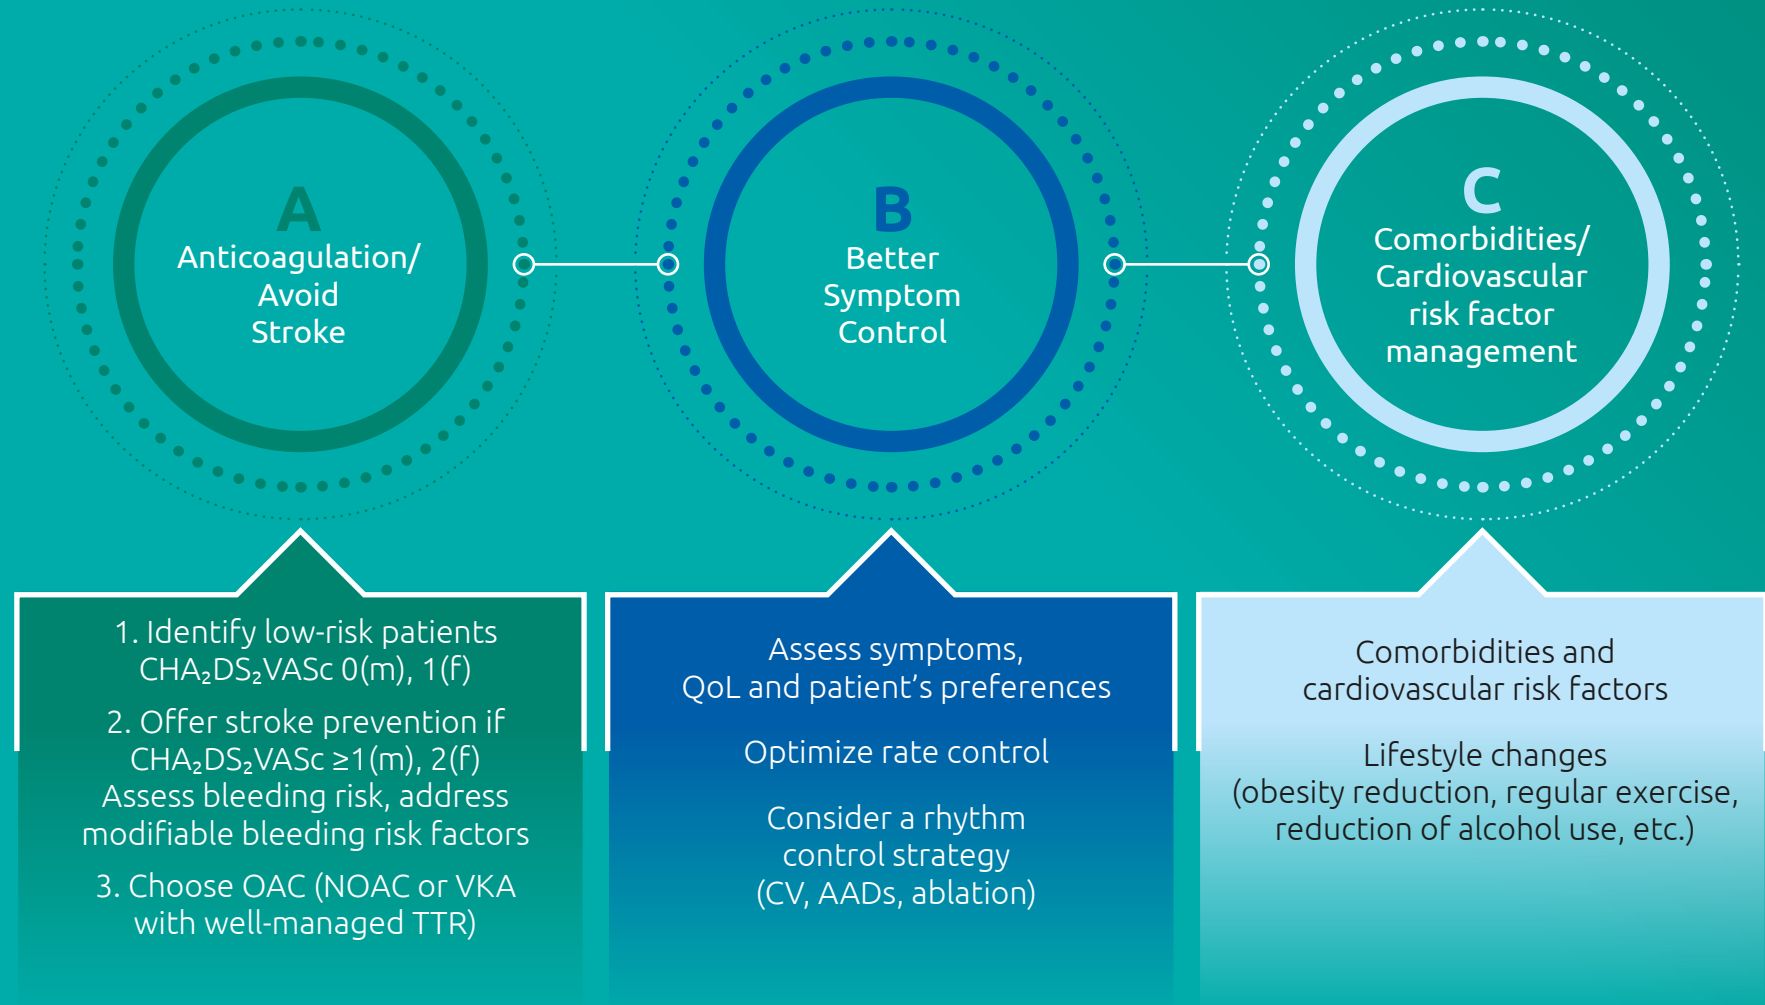 A
Anticoagulation/
Avoid
Stroke
B
Better
Symptom
Control
C
Comorbidities/
Cardiovascular
risk factor
management
1. Identify low-risk patients
CHA₂DS₂VASc 0(m), 1(f)
2. Offer stroke prevention if
CHA₂DS₂VASc ≥1(m), 2(f)
Assess bleeding risk, address
modifiable bleeding risk factors
3. Choose OAC (NOAC or VKA
with well-managed TTR)
Assess symptoms,
QoL and patient’s preferences
Optimize rate control
Consider a rhythm
control strategy
(CV, AADs, ablation)
Comorbidities and
cardiovascular risk factors
Lifestyle changes
(obesity reduction, regular exercise,
reduction of alcohol use, etc.)